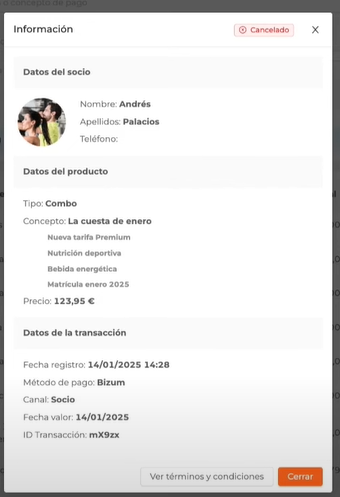 o concepto de pago
Información
Cancelado
Datos del socio
Nombre: Andrés
Apellidos: Palacios
Teléfono:
Datos del producto
Tipo: Combo
Concepto: La cuesta de enero
Nueva tarifa Premium
Nutrición deportiva
Bebida energética
Matrícula enero 2025
Precio: 123,95 €
Datos de la transacción
Fecha registro: 14/01/2025 14:28
Método de pago: Bizum
Canal: Socio
Fecha valor: 14/01/2025
ID Transacción: mX9zx
Ver términos y condiciones
Cerrar